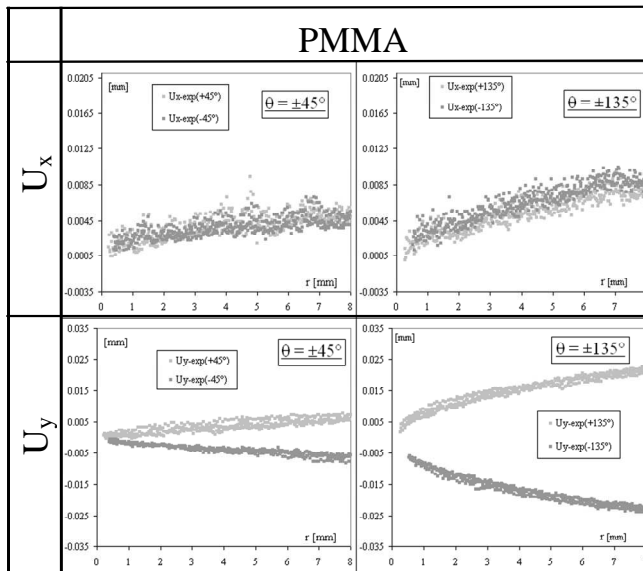 PMMA
U_x
[mm]
0.0205
0.0165
0.0125
0.0085
0.0045
0.0005
-0.0035
Ux-exp(+45°)
Ux-exp(-45°)
θ = ±45°
r [mm]
0 1 2 3 4 5 6 7 8
[mm]
0.0205
0.0165
0.0125
0.0085
0.0045
0.0005
-0.0035
Ux-exp(+135°)
Ux-exp(-135°)
θ = ±135°
r [mm]
0 1 2 3 4 5 6 7
U_y
[mm]
0.035
0.025
0.015
0.005
-0.005
-0.015
-0.025
-0.035
Uy-exp(+45°)
Uy-exp(-45°)
θ = ±45°
r [mm]
0 1 2 3 4 5 6 7 8
[mm]
0.035
0.025
0.015
0.005
-0.005
-0.015
-0.025
-0.035
θ = ±135°
Uy-exp(+135°)
Uy-exp(-135°)
r [mm]
0 1 2 3 4 5 6 7